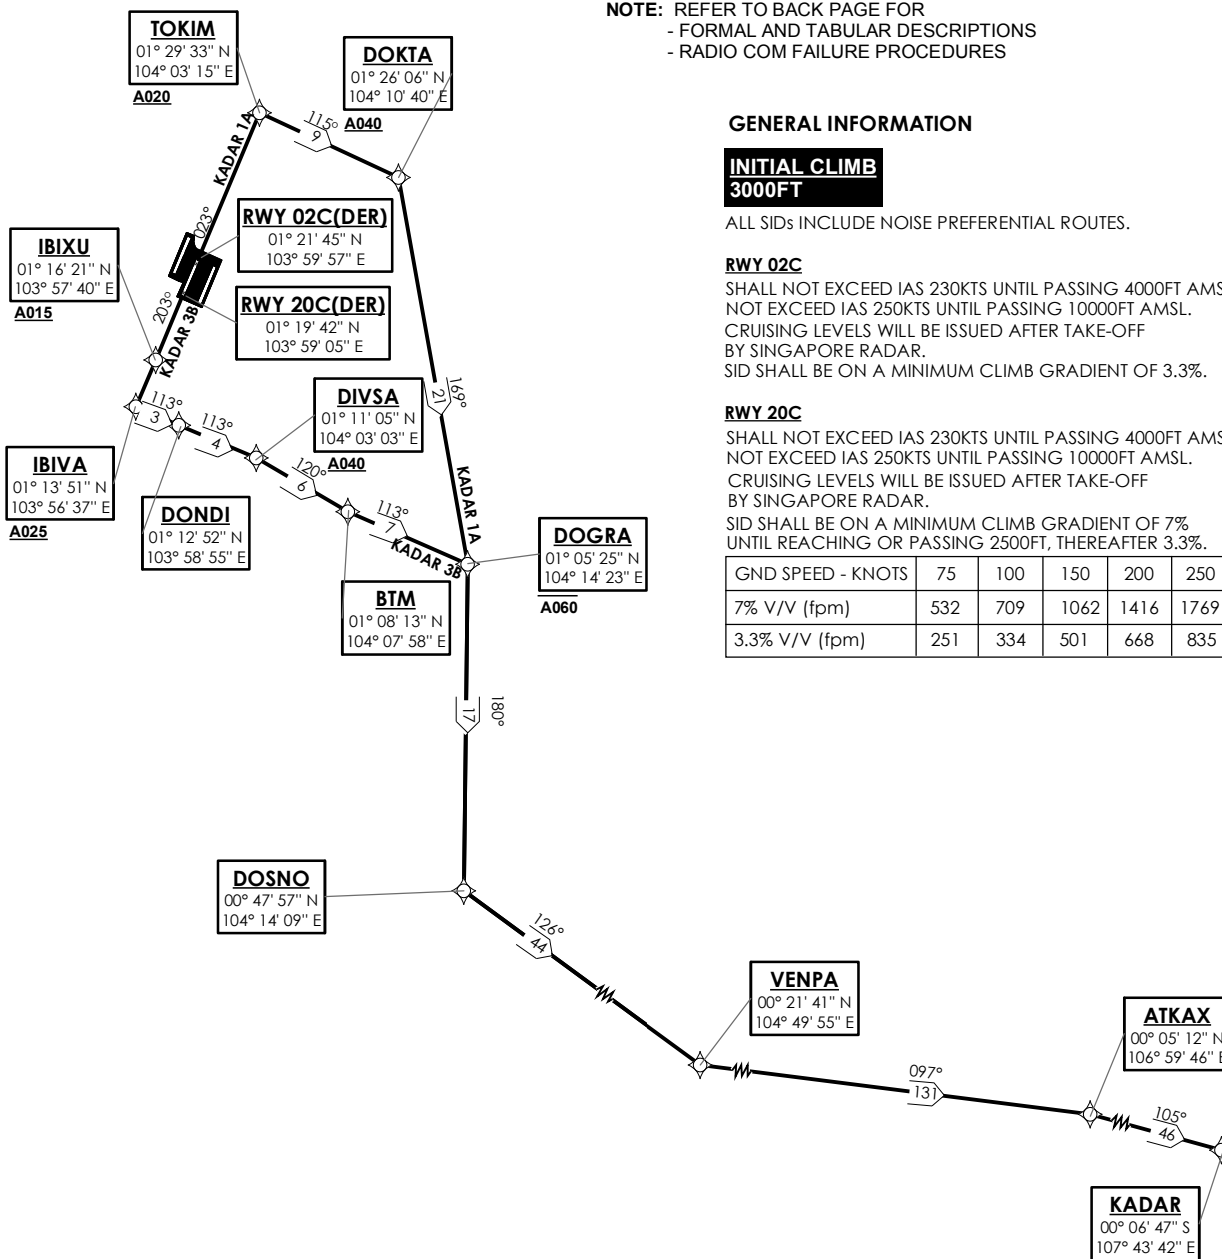 NOTE: REFER TO BACK PAGE FOR
- FORMAL AND TABULAR DESCRIPTIONS
- RADIO COM FAILURE PROCEDURES
TOKIM
01° 29' 33" N
104° 03' 15" E
A020
DOKTA
01° 26' 06" N
104° 10' 40" E
A040
115°
9
KADAR 1A
023°
GENERAL INFORMATION
INITIAL CLIMB
3000FT
ALL SIDs INCLUDE NOISE PREFERENTIAL ROUTES.
RWY 02C
SHALL NOT EXCEED IAS 230KTS UNTIL PASSING 4000FT AMS
NOT EXCEED IAS 250KTS UNTIL PASSING 10000FT AMSL.
CRUISING LEVELS WILL BE ISSUED AFTER TAKE-OFF
BY SINGAPORE RADAR.
SID SHALL BE ON A MINIMUM CLIMB GRADIENT OF 3.3%.
RWY 20C
SHALL NOT EXCEED IAS 230KTS UNTIL PASSING 4000FT AMS
NOT EXCEED IAS 250KTS UNTIL PASSING 10000FT AMSL.
CRUISING LEVELS WILL BE ISSUED AFTER TAKE-OFF
BY SINGAPORE RADAR.
SID SHALL BE ON A MINIMUM CLIMB GRADIENT OF 7%
UNTIL REACHING OR PASSING 2500FT, THEREAFTER 3.3%.
GND SPEED - KNOTS 75 100 150 200 250
7% V/V (fpm) 532 709 1062 1416 1769
3.3% V/V (fpm) 251 334 501 668 835
RWY 02C(DER)
01° 21' 45" N
103° 59' 57" E
RWY 20C(DER)
01° 19' 42" N
103° 59' 05" E
IBIXU
01° 16' 21" N
103° 57' 40" E
A015
203°
KADAR 3B
IBIVA
01° 13' 51" N
103° 56' 37" E
A025
113°
3
DONDI
01° 12' 52" N
103° 58' 55" E
113°
4
DIVSA
01° 11' 05" N
104° 03' 03" E
A040
120°
6
BTM
01° 08' 13" N
104° 07' 58" E
113°
7
KADAR 3B
169°
21
KADAR 1A
DOGRA
01° 05' 25" N
104° 14' 23" E
A060
180°
17
DOSNO
00° 47' 57" N
104° 14' 09" E
126°
44
VENPA
00° 21' 41" N
104° 49' 55" E
097°
131
ATKAX
00° 05' 12" N
106° 59' 46" E
105°
46
KADAR
00° 06' 47" S
107° 43' 42" E